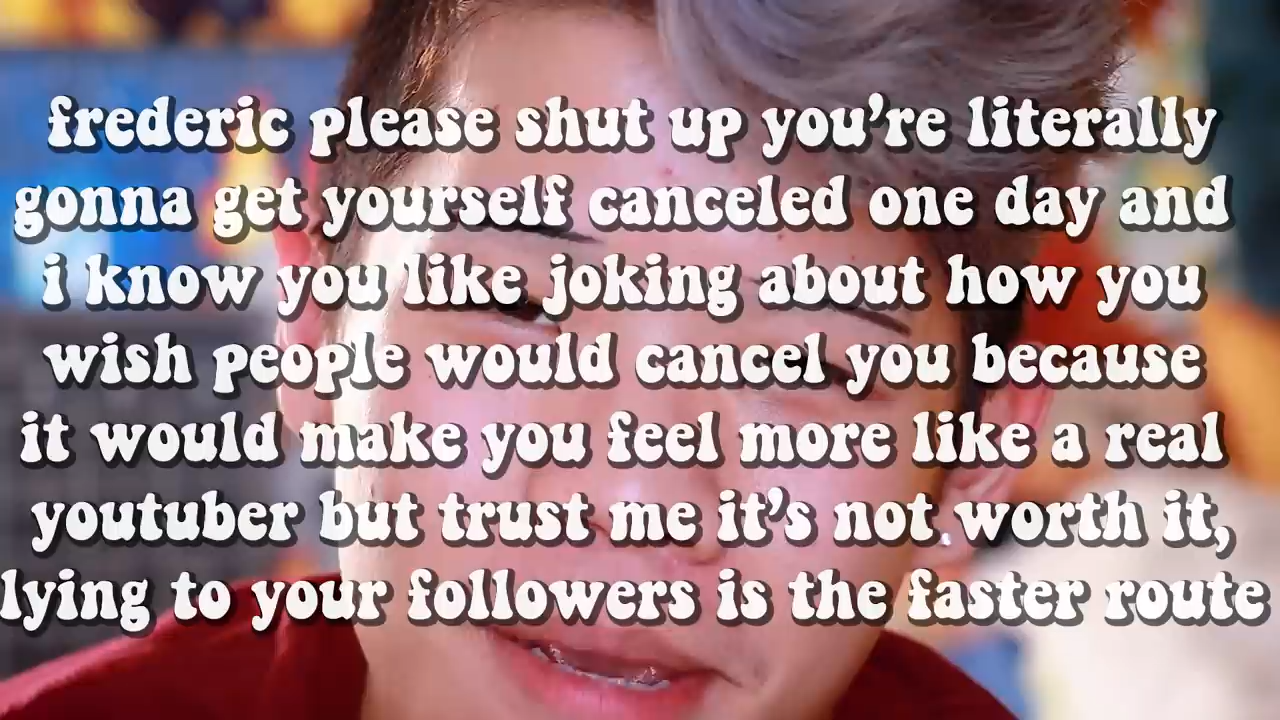 frederic please shut up you're literally
gonna get yourself canceled one day and
i know you like joking about how you
wish people would cancel you because
it would make you feel more like a real
youtuber but trust me it's not worth it,
lying to your followers is the faster route